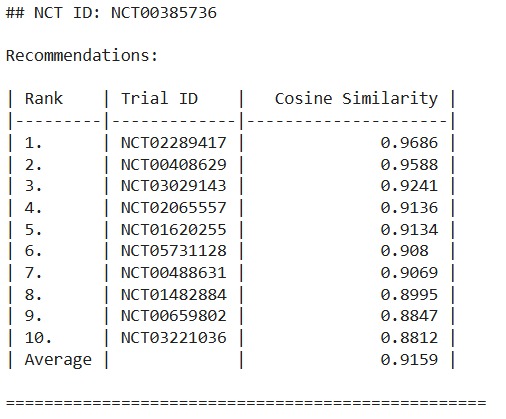 ## NCT ID: NCT00385736
Recommendations:
| Rank    | Trial ID    |   Cosine Similarity |
|---------|-------------|---------------------|
| 1.      | NCT02289417 |              0.9686 |
| 2.      | NCT00408629 |              0.9588 |
| 3.      | NCT03029143 |              0.9241 |
| 4.      | NCT02065557 |              0.9136 |
| 5.      | NCT01620255 |              0.9134 |
| 6.      | NCT05731128 |              0.908  |
| 7.      | NCT00488631 |              0.9069 |
| 8.      | NCT01482884 |              0.8995 |
| 9.      | NCT00659802 |              0.8847 |
| 10.     | NCT03221036 |              0.8812 |
| Average |             |              0.9159 |
==================================================